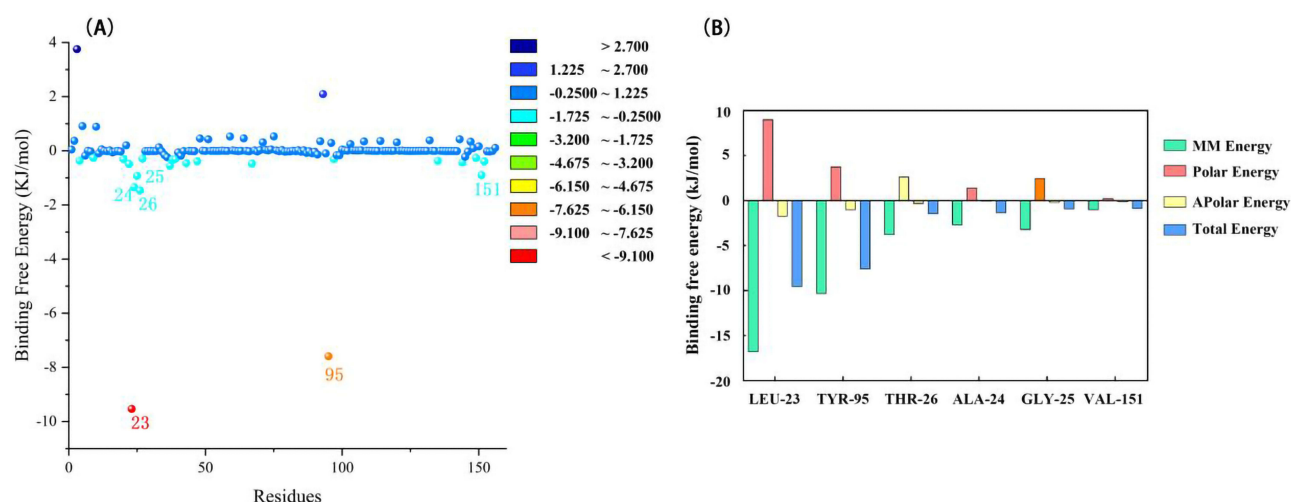 (A)
Binding Free Energy (KJ/mol)
4
2
0
-2
-4
-6
-8
-10
0
50
100
150
Residues
24
25
26
151
95
23
> 2.700
1.225 ~ 2.700
-0.2500 ~ 1.225
-1.725 ~ -0.2500
-3.200 ~ -1.725
-4.675 ~ -3.200
-6.150 ~ -4.675
-7.625 ~ -6.150
-9.100 ~ -7.625
< -9.100
(B)
Binding free energy (kJ/mol)
10
5
0
-5
-10
-15
-20
LEU-23
TYR-95
THR-26
ALA-24
GLY-25
VAL-151
MM Energy
Polar Energy
APolar Energy
Total Energy